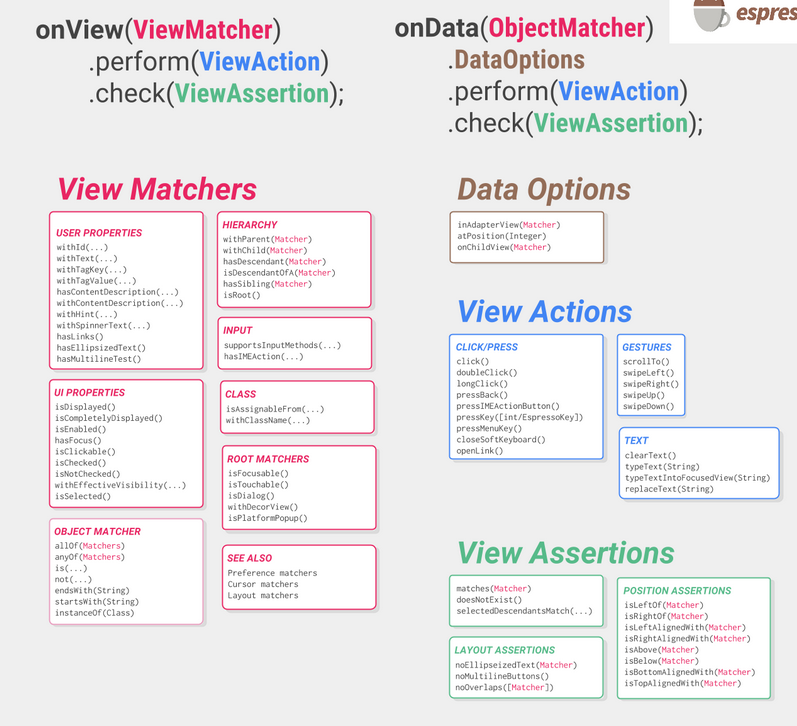 onView(ViewMatcher)
.perform(ViewAction)
.check(ViewAssertion);
onData(ObjectMatcher)
.DataOptions
.perform(ViewAction)
.check(ViewAssertion);
espres
View Matchers
USER PROPERTIES
withId(...)
withText(...)
withTagKey(...)
withTagValue(...)
hasContentDescription(...)
withContentDescription(...)
withHint(...)
withSpinnerText(...)
hasLinks()
hasEllipsizedText()
hasMultilineTest()
UI PROPERTIES
isDisplayed()
isCompletelyDisplayed()
isEnabled()
hasFocus()
isClickable()
isChecked()
isNotChecked()
withEffectiveVisibility(...)
isSelected()
OBJECT MATCHER
allOf(Matchers)
anyOf(Matchers)
is(...)
not(...)
endsWith(String)
startsWith(String)
instanceOf(Class)
HIERARCHY
withParent(Matcher)
withChild(Matcher)
hasDescendant(Matcher)
isDescendantOfA(Matcher)
hasSibling(Matcher)
isRoot()
INPUT
supportsInputMethods(...)
hasIMEAction(...)
CLASS
isAssignableFrom(...)
withClassName(...)
ROOT MATCHERS
isFocusable()
isTouchable()
isDialog()
withDecorView()
isPlatformPopup()
SEE ALSO
Preference matchers
Cursor matchers
Layout matchers
Data Options
inAdapterView(Matcher)
atPosition(Integer)
onChildView(Matcher)
View Actions
CLICK/PRESS
click()
doubleClick()
longClick()
pressBack()
pressIMEActionButton()
pressKey([int/EspressoKey])
pressMenuKey()
closeSoftKeyboard()
openLink()
GESTURES
scrollTo()
swipeLeft()
swipeRight()
swipeUp()
swipeDown()
TEXT
clearText()
typeText(String)
typeTextIntoFocusedView(String)
replaceText(String)
View Assertions
matches(Matcher)
doesNotExist()
selectedDescendantsMatch(...)
LAYOUT ASSERTIONS
noEllipseizedText(Matcher)
noMultilineButtons()
noOverlaps([Matcher])
POSITION ASSERTIONS
isLeftOf(Matcher)
isRightOf(Matcher)
isLeftAlignedWith(Matcher)
isRightAlignedWith(Matcher)
isAbove(Matcher)
isBelow(Matcher)
isBottomAlignedWith(Matcher)
isTopAlignedWith(Matcher)